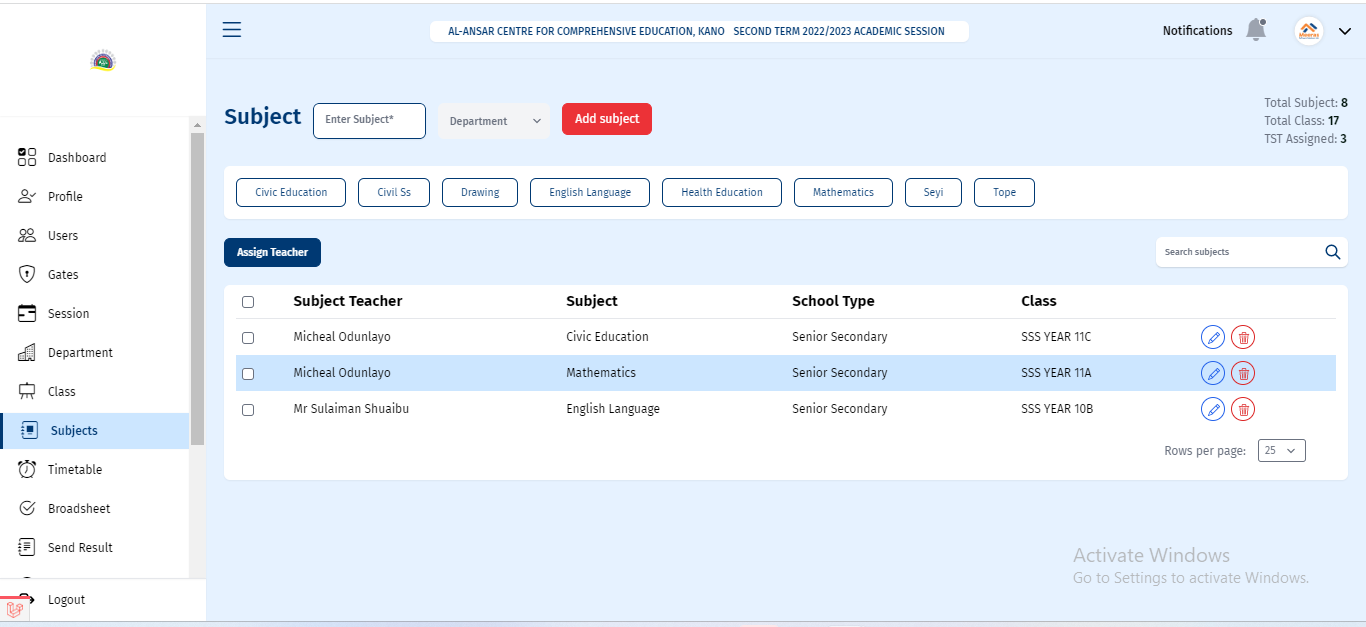 AL-ANSAR CENTRE FOR COMPREHENSIVE EDUCATION, KANO SECOND TERM 2022/2023 ACADEMIC SESSION
Notifications
Dashboard
Profile
Users
Gates
Session
Department
Class
Subjects
Timetable
Broadsheet
Send Result
Logout
Subject
Enter Subject*
Department
Add subject
Total Subject: 8
Total Class: 17
TST Assigned: 3
Civic Education Civil Ss Drawing English Language Health Education Mathematics Seyi Tope
Assign Teacher
Search subjects
Subject Teacher Subject School Type Class
Micheal Odunlayo Civic Education Senior Secondary SSS YEAR 11C
Micheal Odunlayo Mathematics Senior Secondary SSS YEAR 11A
Mr Sulaiman Shuaibu English Language Senior Secondary SSS YEAR 10B
Rows per page: 25
Activate Windows
Go to Settings to activate Windows.